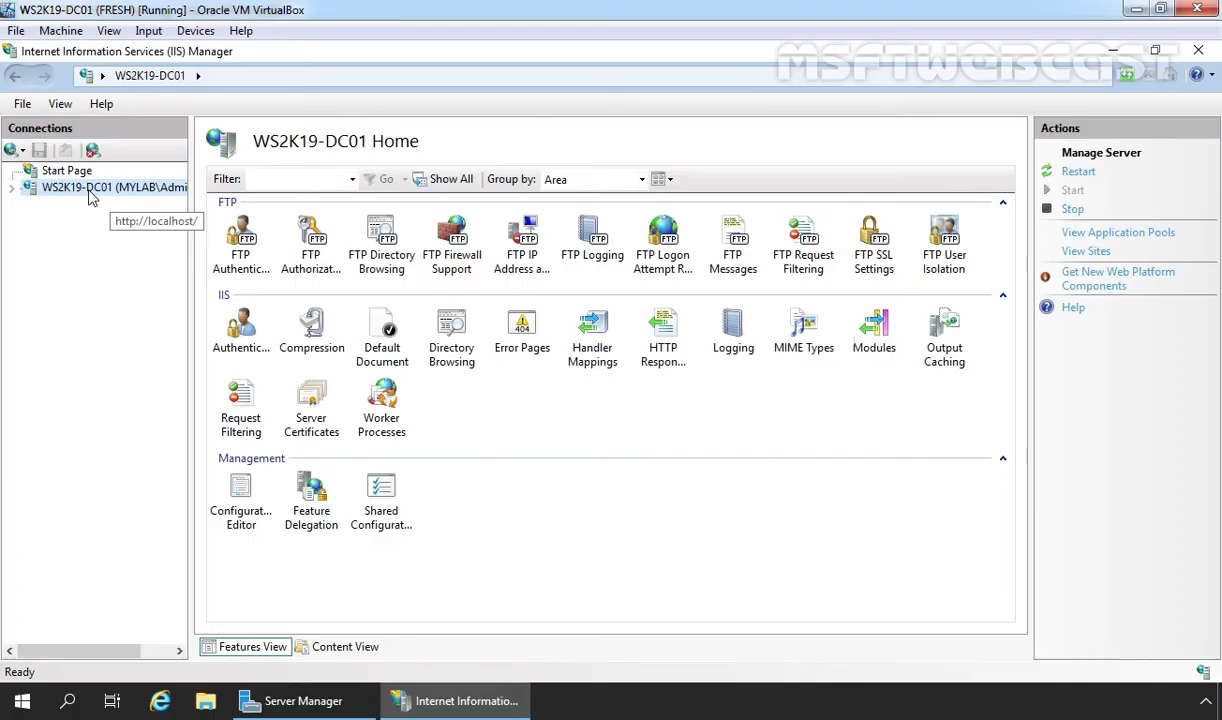 WS2K19-DC01 (FRESH) [Running] - Oracle VM VirtualBox
File Machine View Input Devices Help
Internet Information Services (IIS) Manager
MSFTWEBCAST
WS2K19-DC01
File View Help
Connections
Start Page
WS2K19-DC01 (MYLAB\Admi
http://localhost/
WS2K19-DC01 Home
Filter: Go Show All Group by: Area
FTP
FTP Authentic...
FTP Authorizat...
FTP Directory Browsing
FTP Firewall Support
FTP IP Address a...
FTP Logging
FTP Logon Attempt R...
FTP Messages
FTP Request Filtering
FTP SSL Settings
FTP User Isolation
IIS
Authentic...
Compression
Default Document
Directory Browsing
Error Pages
Handler Mappings
HTTP Respon...
Logging
MIME Types
Modules
Output Caching
Request Filtering
Server Certificates
Worker Processes
Management
Configurat... Editor
Feature Delegation
Shared Configurat...
Features View Content View
Actions
Manage Server
Restart
Start
Stop
View Application Pools
View Sites
Get New Web Platform
Components
Help
Ready
Server Manager
Internet Informatio...